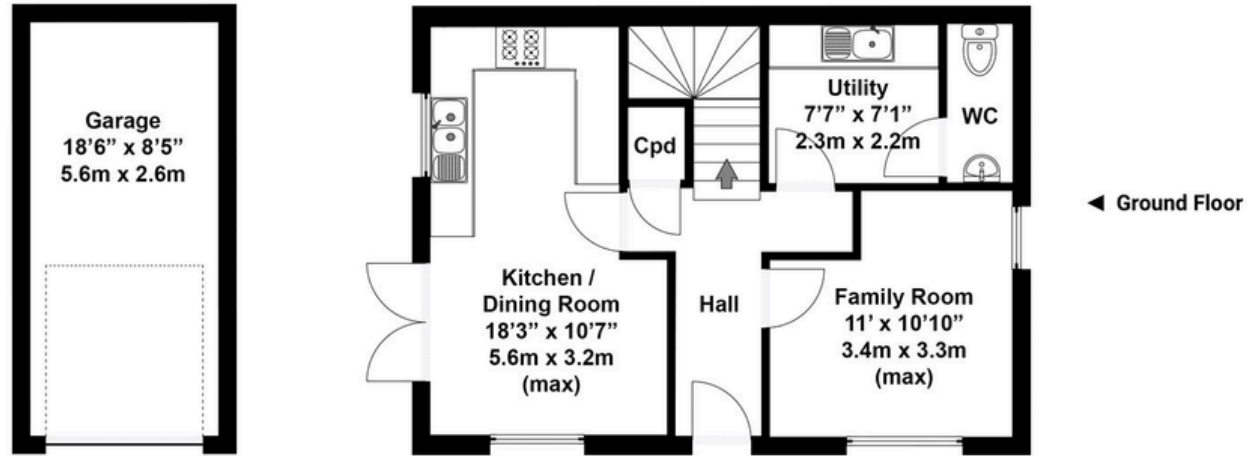 Garage
18’6” x 8’5”
5.6m x 2.6m
Kitchen /
Dining Room
18’3” x 10’7”
5.6m x 3.2m
(max)
Cpd
Hall
Utility
7’7” x 7’1”
2.3m x 2.2m
WC
Family Room
11’ x 10’10”
3.4m x 3.3m
(max)
◄ Ground Floor